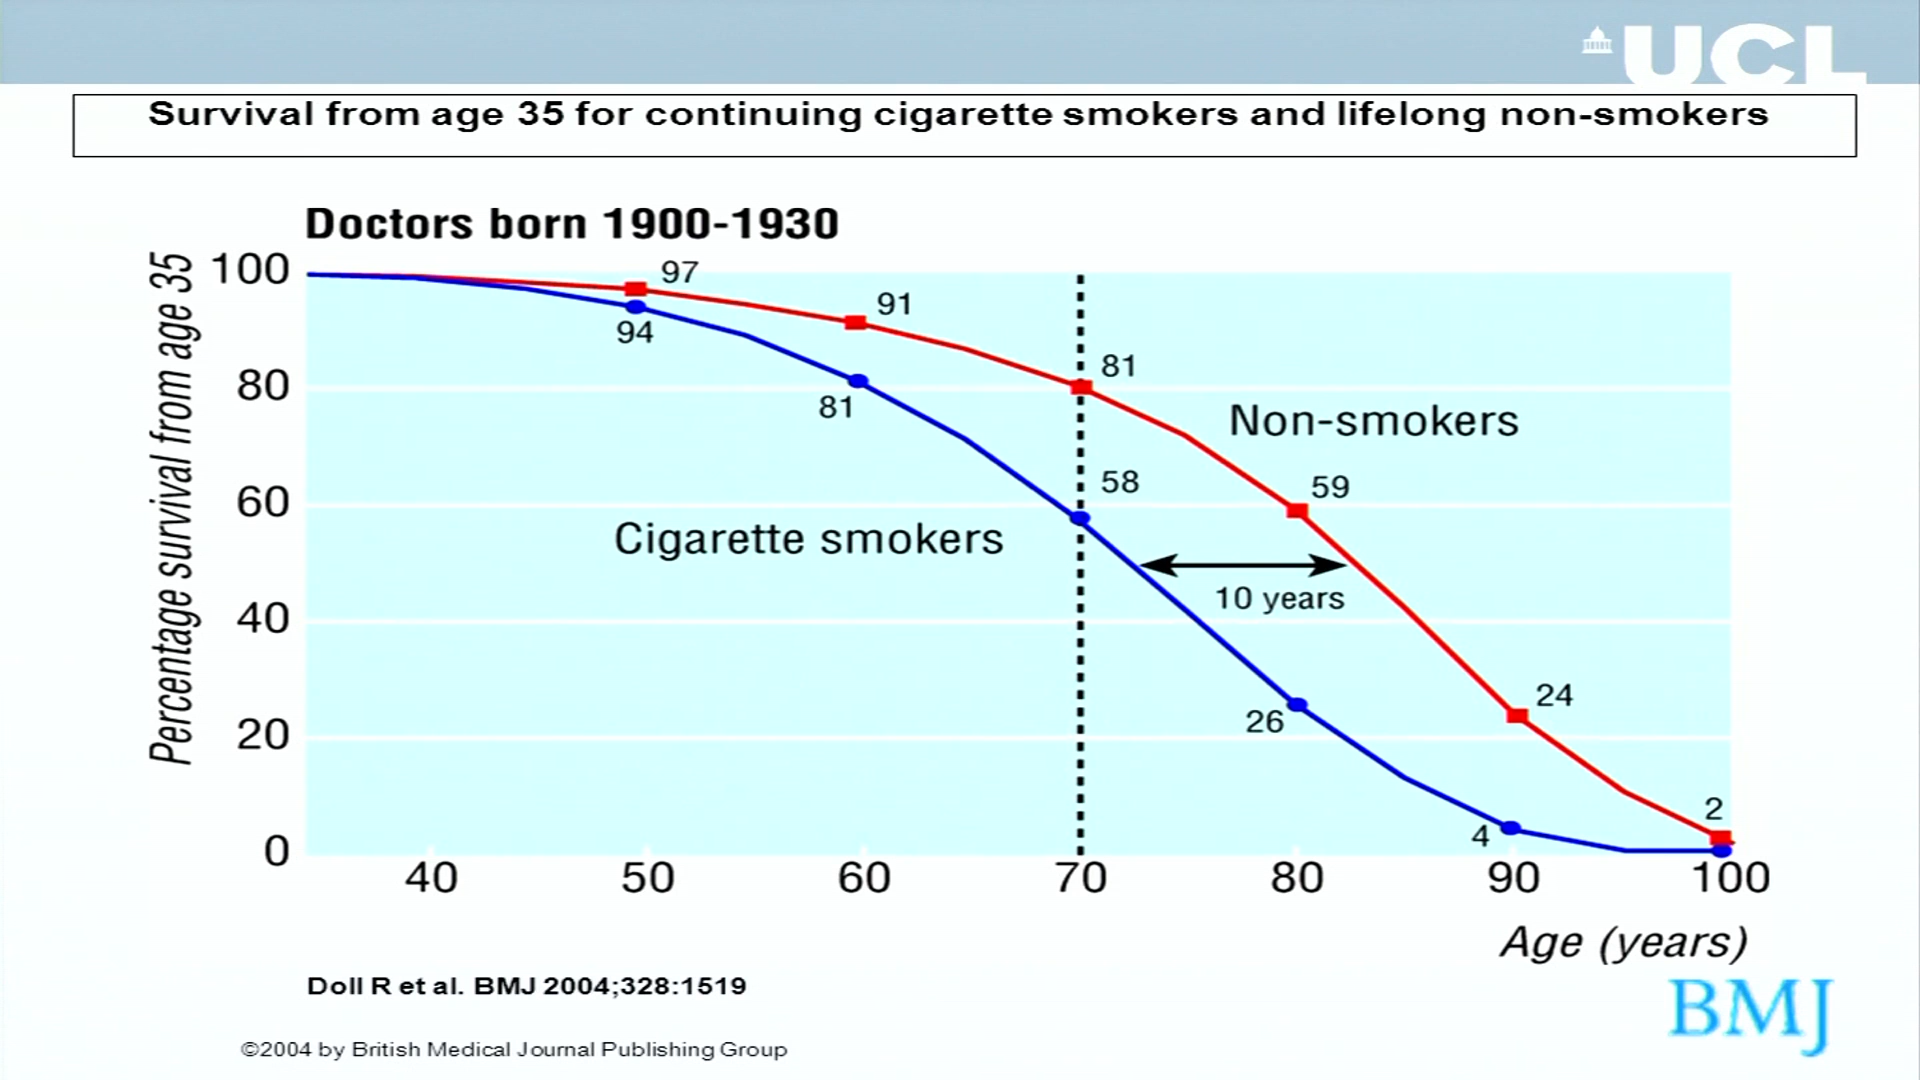 UCL
Survival from age 35 for continuing cigarette smokers and lifelong non-smokers
Doctors born 1900-1930
Percentage survival from age 35
100
80
60
40
20
0
97
94
91
81
81
58
Non-smokers
59
Cigarette smokers
10 years
26
24
4
2
40 50 60 70 80 90 100
Age (years)
Doll R et al. BMJ 2004;328:1519
BMJ
©2004 by British Medical Journal Publishing Group